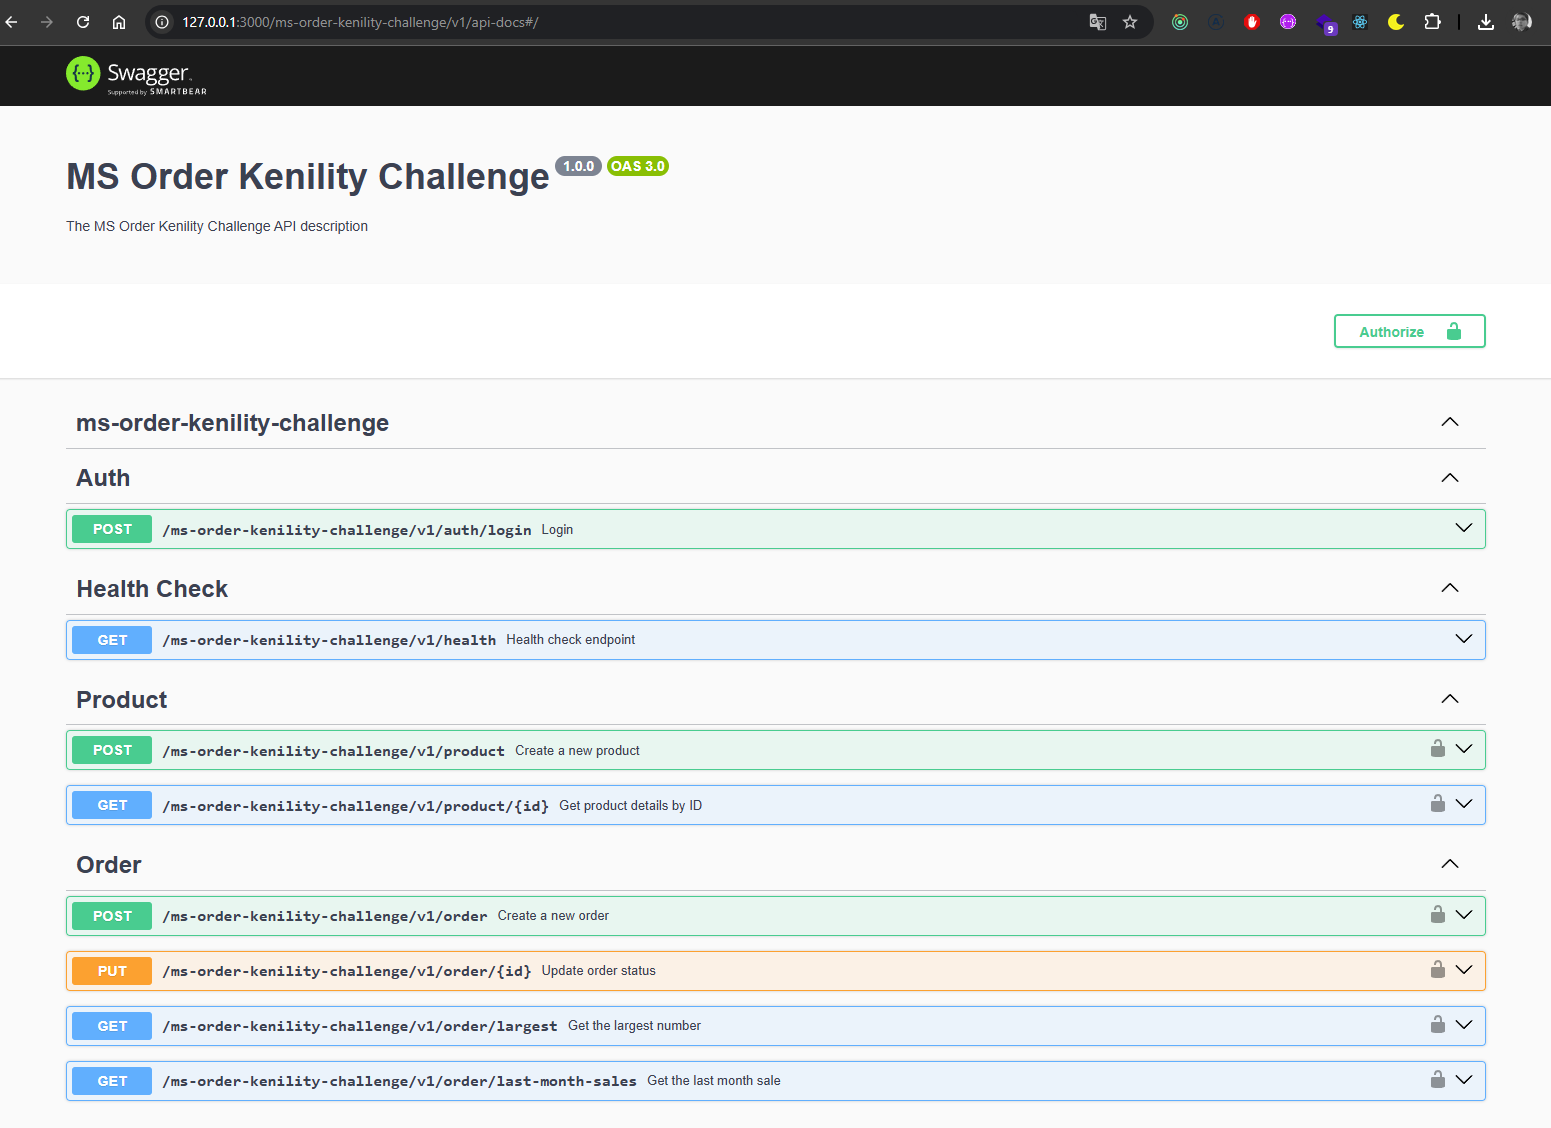 127.0.0.1:3000/ms-order-kenility-challenge/v1/api-docs#/
9
Swagger.
Supported by SMARTBEAR
MS Order Kenility Challenge 1.0.0 OAS 3.0
The MS Order Kenility Challenge API description
Authorize
ms-order-kenility-challenge
Auth
POST /ms-order-kenility-challenge/v1/auth/login Login
Health Check
GET /ms-order-kenility-challenge/v1/health Health check endpoint
Product
POST /ms-order-kenility-challenge/v1/product Create a new product
GET /ms-order-kenility-challenge/v1/product/{id} Get product details by ID
Order
POST /ms-order-kenility-challenge/v1/order Create a new order
PUT /ms-order-kenility-challenge/v1/order/{id} Update order status
GET /ms-order-kenility-challenge/v1/order/largest Get the largest number
GET /ms-order-kenility-challenge/v1/order/last-month-sales Get the last month sale